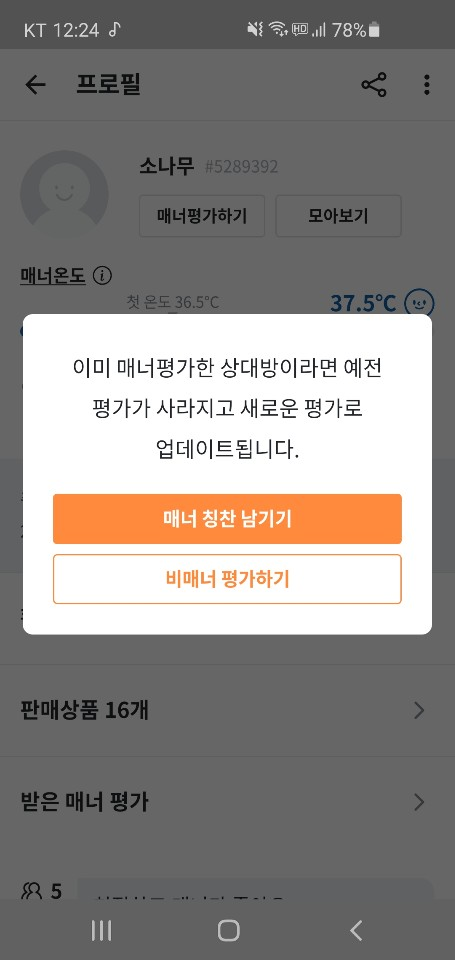 KT 12:24
HD 78%
프로필
소나무 #5289392
매너평가하기 모아보기
매너온도
첫 온도 36.5°C 37.5°C
이미 매너평가한 상대방이라면 예전
평가가 사라지고 새로운 평가로
업데이트됩니다.
매너 칭찬 남기기
비매너 평가하기
판매상품 16개
받은 매너 평가
5